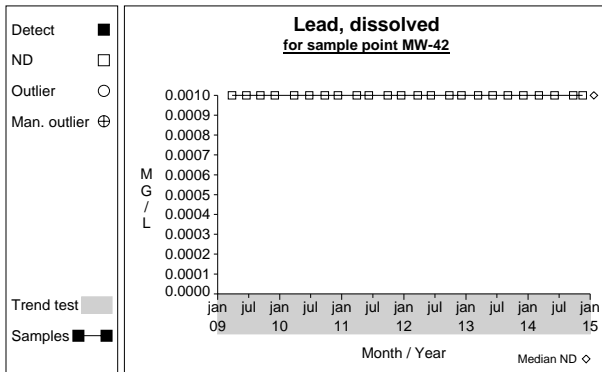 Detect
ND
Outlier
Man. outlier
Trend test
Samples
Lead, dissolved
for sample point MW-42
M
G
/
L
0.0010
0.0009
0.0008
0.0007
0.0006
0.0005
0.0004
0.0003
0.0002
0.0001
0.0000
jan jul jan jul jan jul jan jul jan jul jan jul jan
09 10 11 12 13 14 15
Month / Year
Median ND